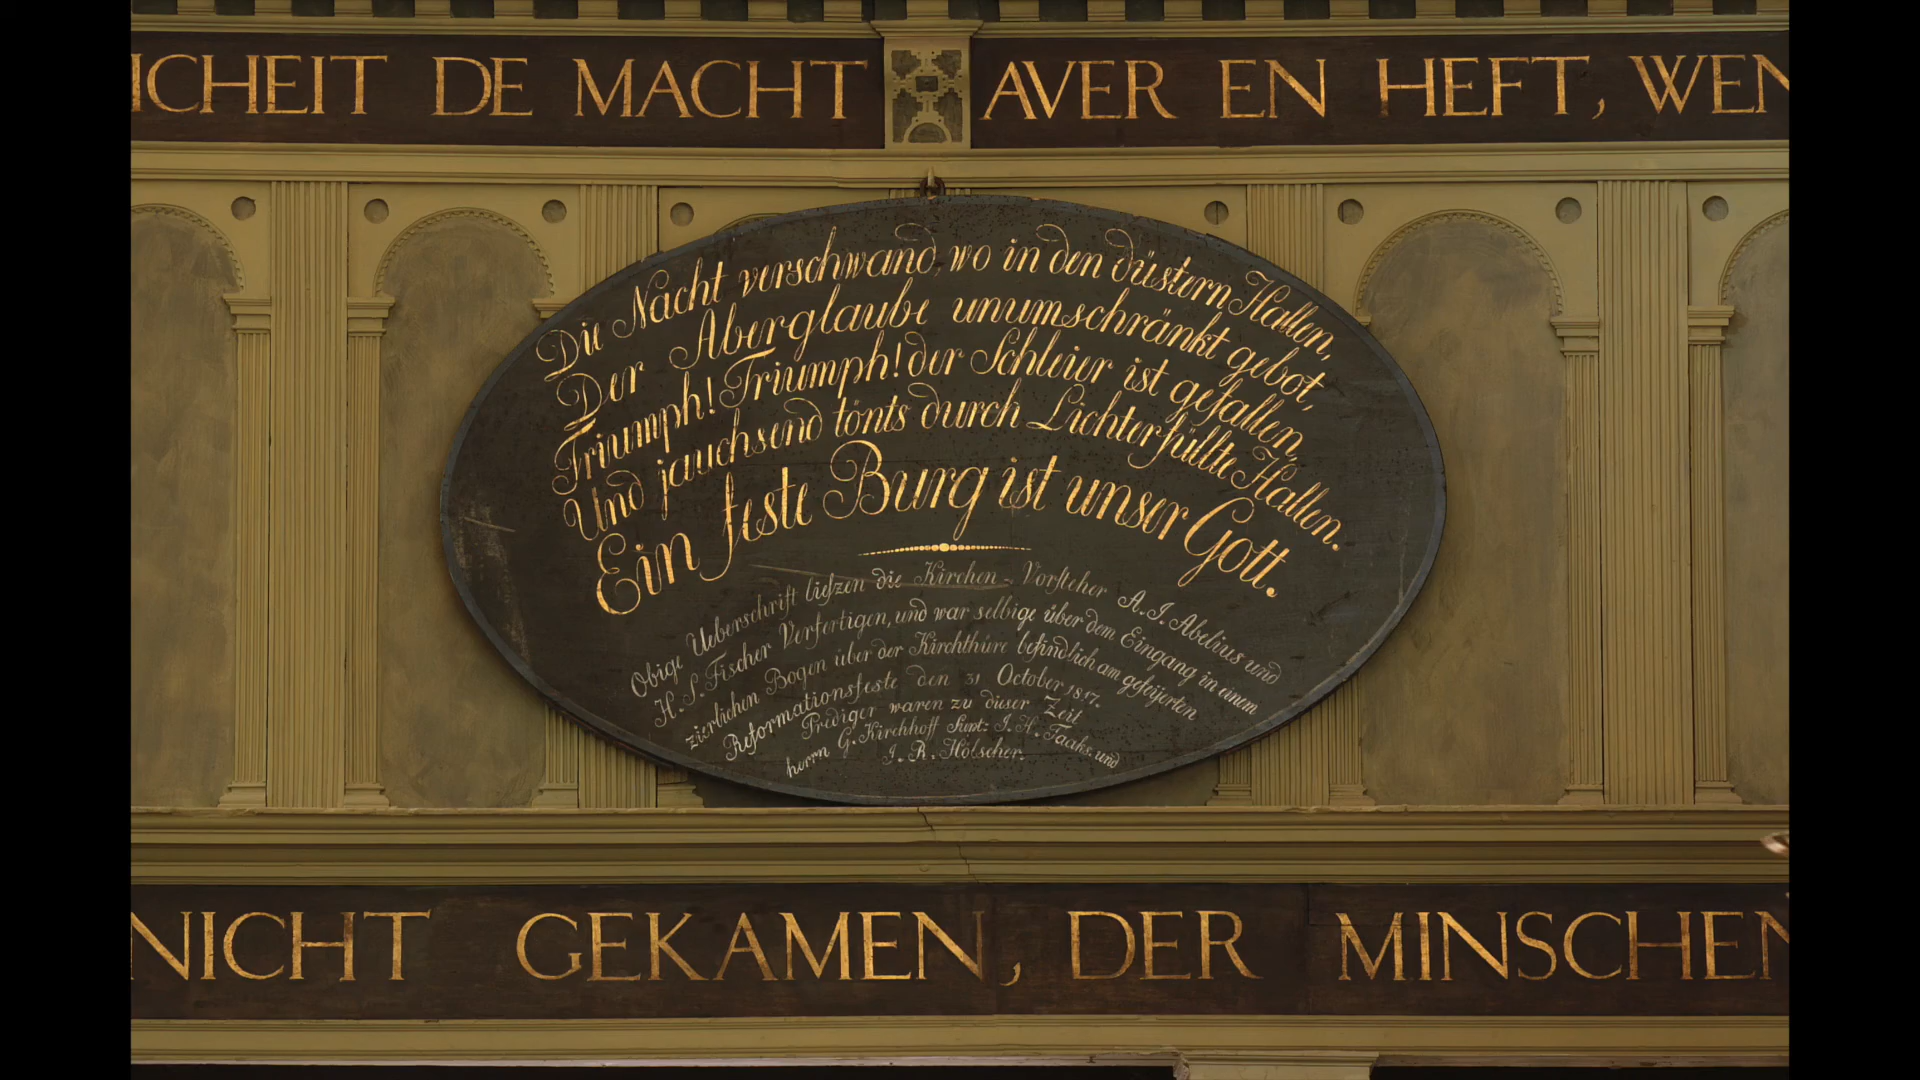 ICHEIT DE MACHT AVER EN HEFT, WEN
Die Nacht verschwand, wo in den düstern Hallen,
Der Aberglaube unumschränkt gebot,
Triumph! Triumph! der Schleier ist gefallen,
Und jauchsend tönts durch Lichterfüllte Hallen.
Ein feste Burg ist unser Gott.
Obige Ueberschrift lieſzen die Kirchen-Vorſteher A. I. Abelius und
H. S. Fischer Verfertigen, und war selbige über dem Eingang in einem
zierlichen Bogen über der Kirchthüre befindlich am gefeÿerten
Reformationsfeste den 31 October 1817.
Prediger waren zu dieser Zeit
herrn G. Kirchhoff Supt: I. H. Taaks und
I. R. Hölscher.
NICHT GEKAMEN, DER MINSCHEN